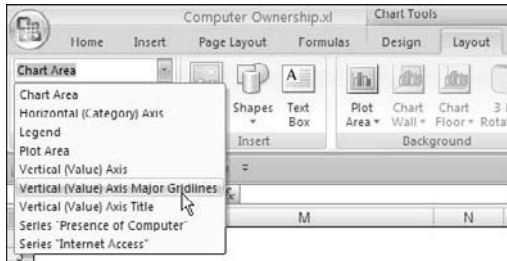 Computer Ownership.xl Chart Tools
Home Insert Page Layout Formulas Design Layout
Chart Area
Chart Area
Horizontal (Category) Axis
Legend
Plot Area
Vertical (Value) Axis
Vertical (Value) Axis Major Gridlines
Vertical (Value) Axis Title
Series "Presence of Computer"
Series "Internet Access"
Shapes Text Box
Insert
Plot Area Chart Wall Chart Floor 3
Background
M N